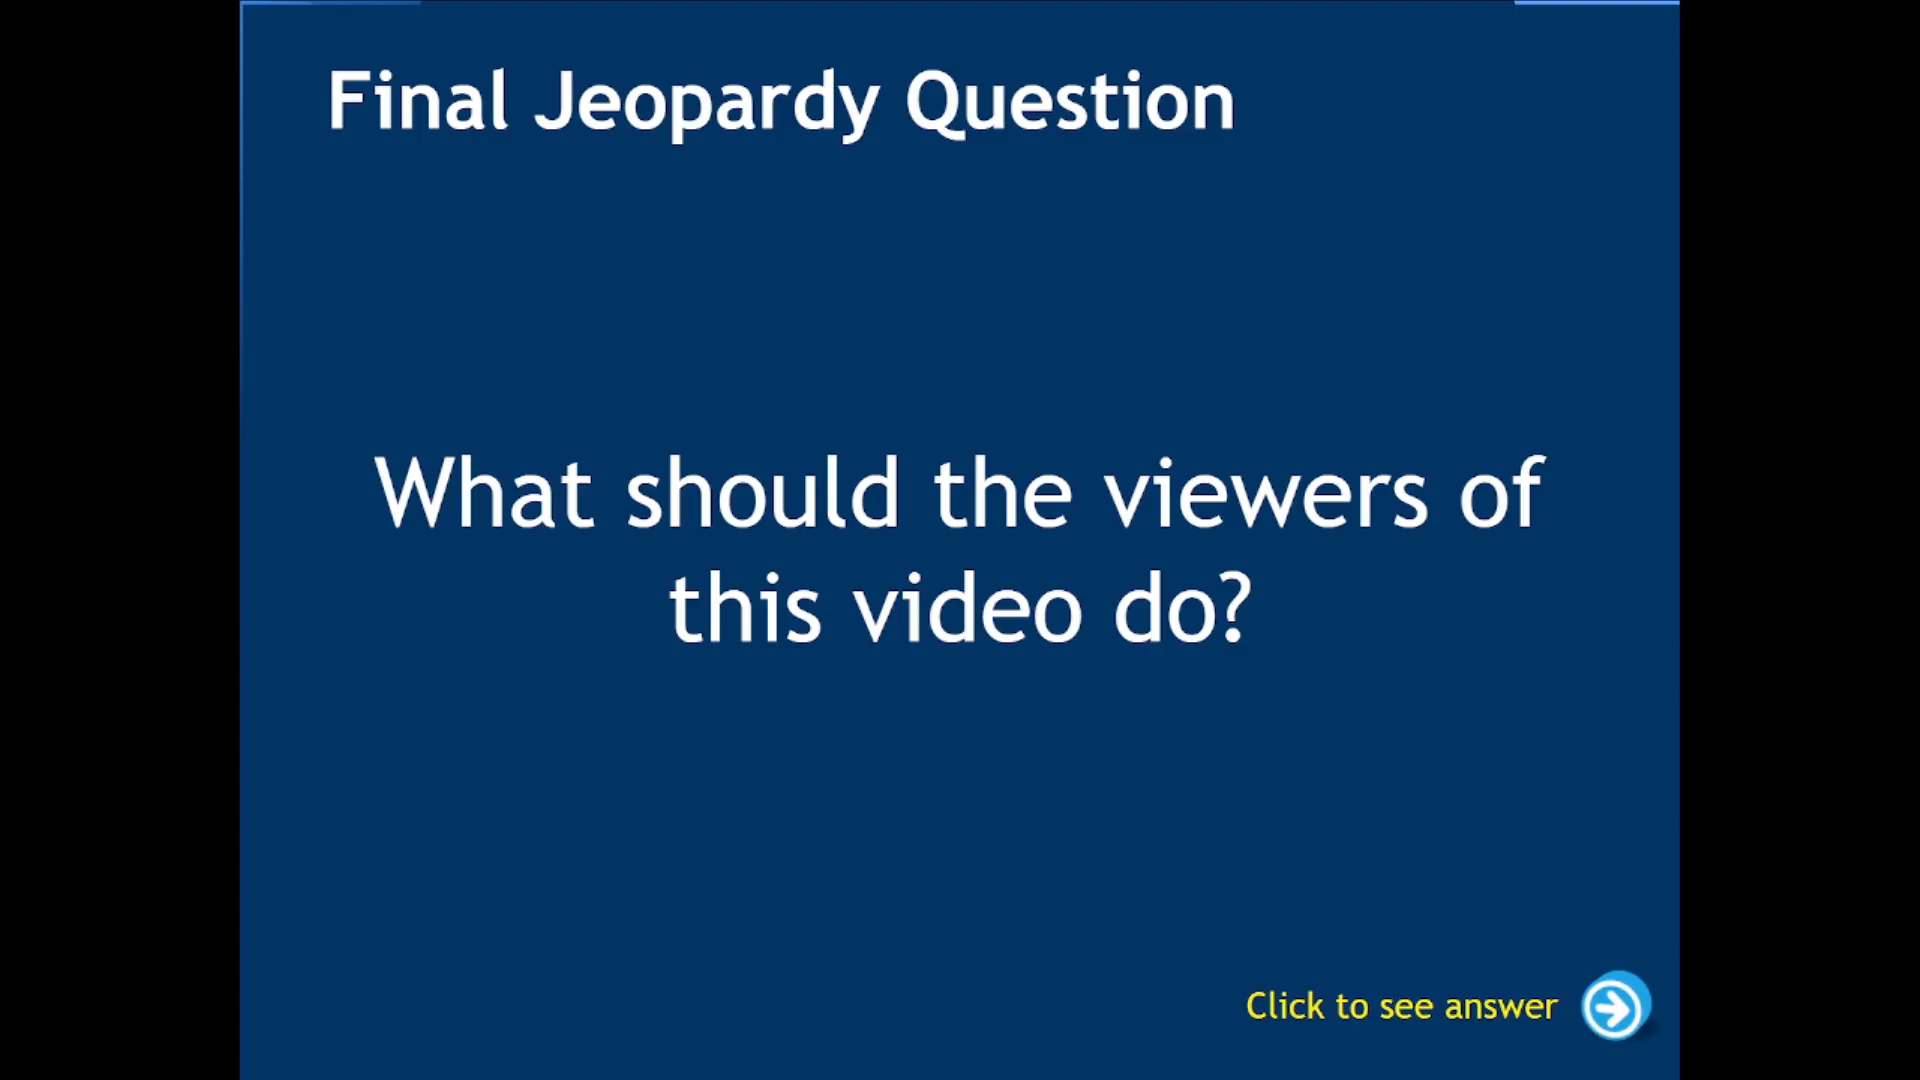 Final Jeopardy Question
What should the viewers of
this video do?
Click to see answer